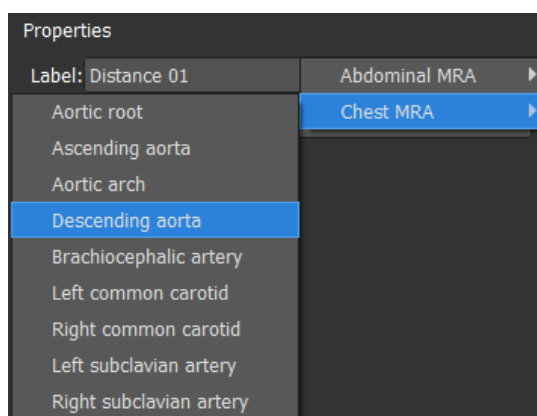 Properties
Label: Distance 01
Abdominal MRA
Chest MRA
Aortic root
Ascending aorta
Aortic arch
Descending aorta
Brachiocephalic artery
Left common carotid
Right common carotid
Left subclavian artery
Right subclavian artery